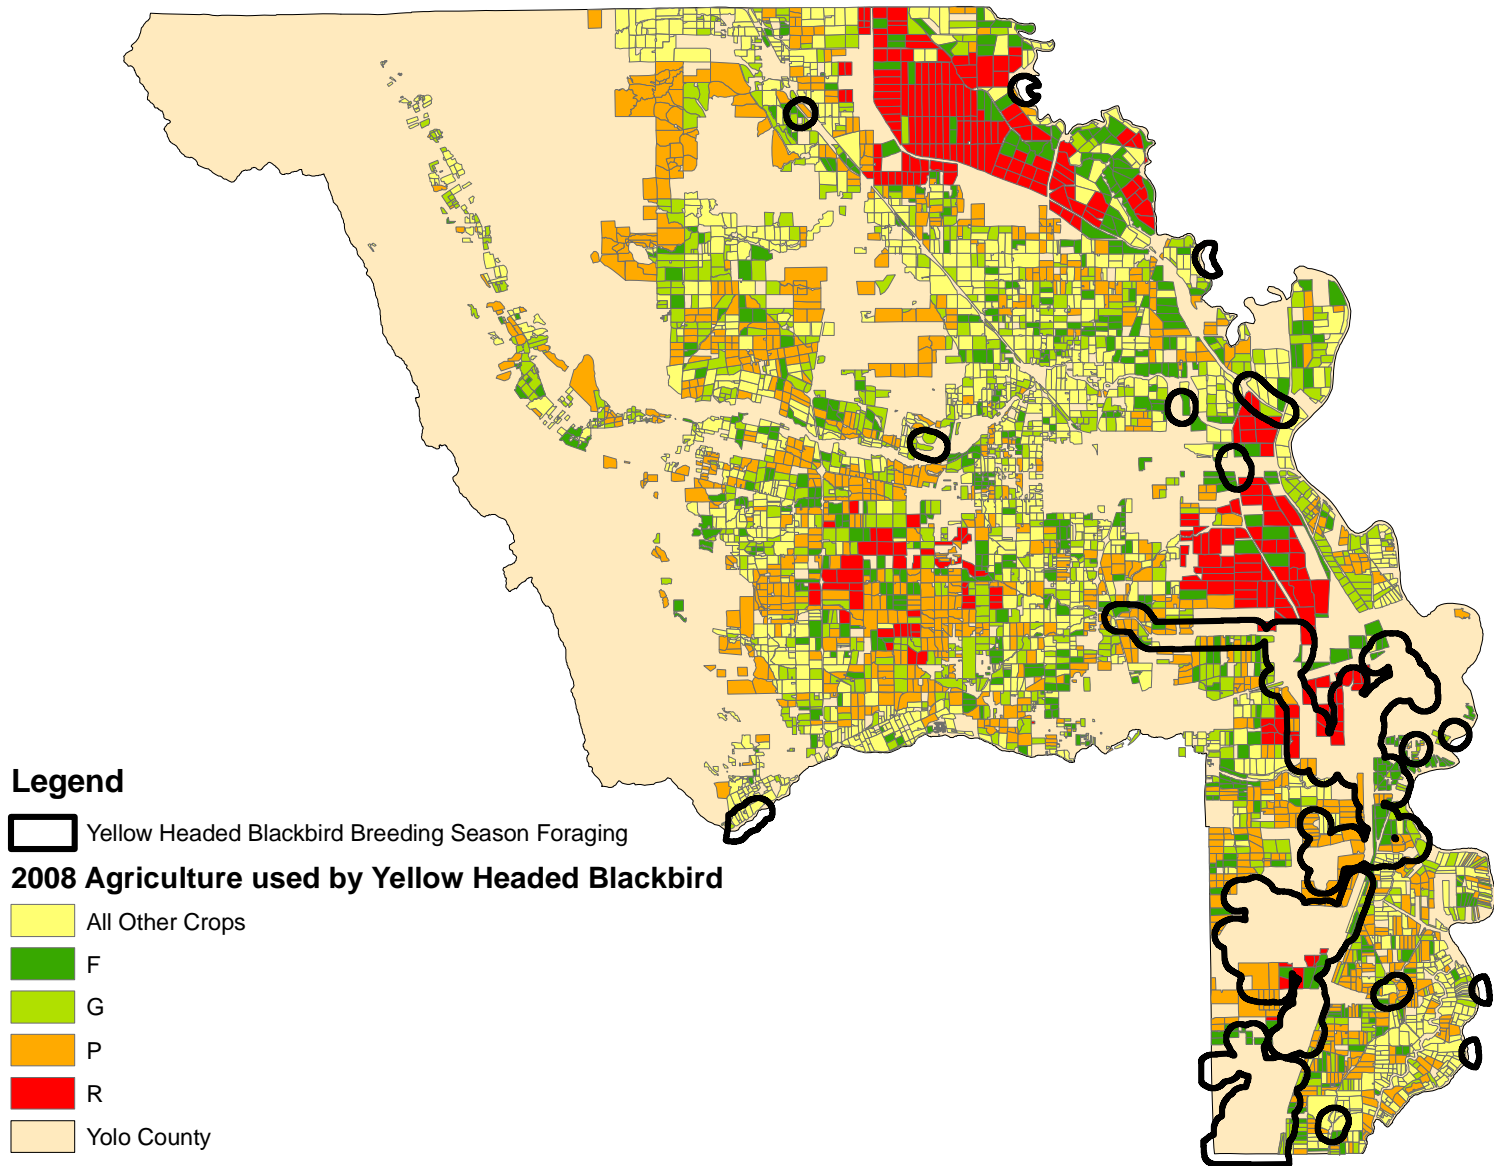 Legend
Yellow Headed Blackbird Breeding Season Foraging
2008 Agriculture used by Yellow Headed Blackbird
All Other Crops
F
G
P
R
Yolo County